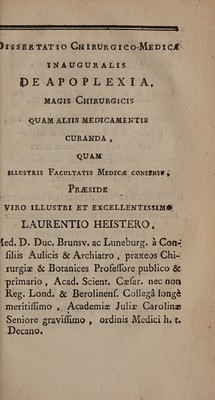 DISSERTATIO CHIRURGICO-MEDICA
INAUGURALIS
DE APOPLEXIA,
MAGIS CHIRURGICIS
QUAM ALIIS MEDICAMENTIS
CURANDA,
QUAM
ILLUSTRIS FACULTATIS MEDICÆ CONSENSU,
PRÆSIDE
VIRO ILLUSTRI ET EXCELLENTISSIMO
LAURENTIO HEISTERO,
Med. D. Duc. Brunsv. ac Luneburg. à Con-
siliis Aulicis & Archiatro, praxeos Chi-
rurgiæ & Botanices Professore publico &
primario, Acad. Scient. Cæsar. nec non
Reg. Lond. & Berolinens. Collegâ longè
meritissimo, Academiæ Juliæ Carolinæ
Seniore gravissimo, ordinis Medici h. t.
Decano.